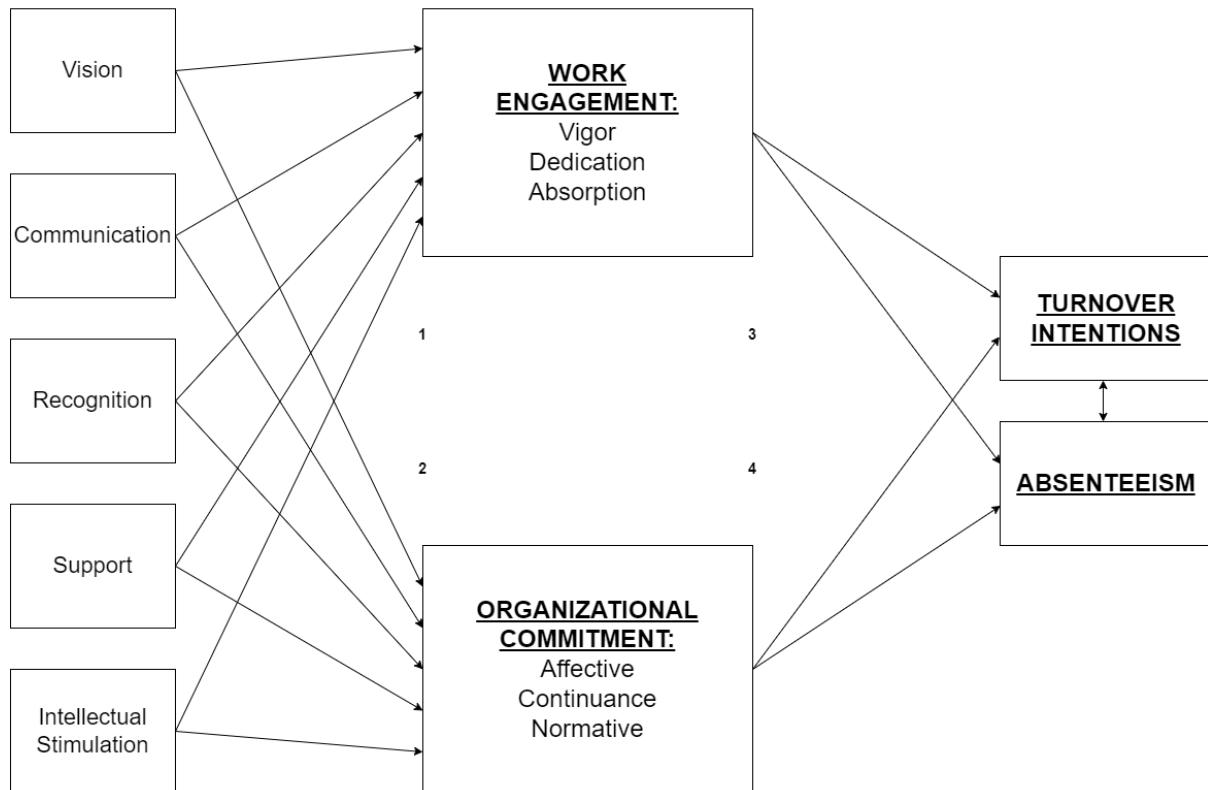 Vision
Communication
Recognition
Support
Intellectual
Stimulation
WORK
ENGAGEMENT:
Vigor
Dedication
Absorption
1
2
ORGANIZATIONAL
COMMITMENT:
Affective
Continuance
Normative
3
4
TURNOVER
INTENTIONS
ABSENTEEISM